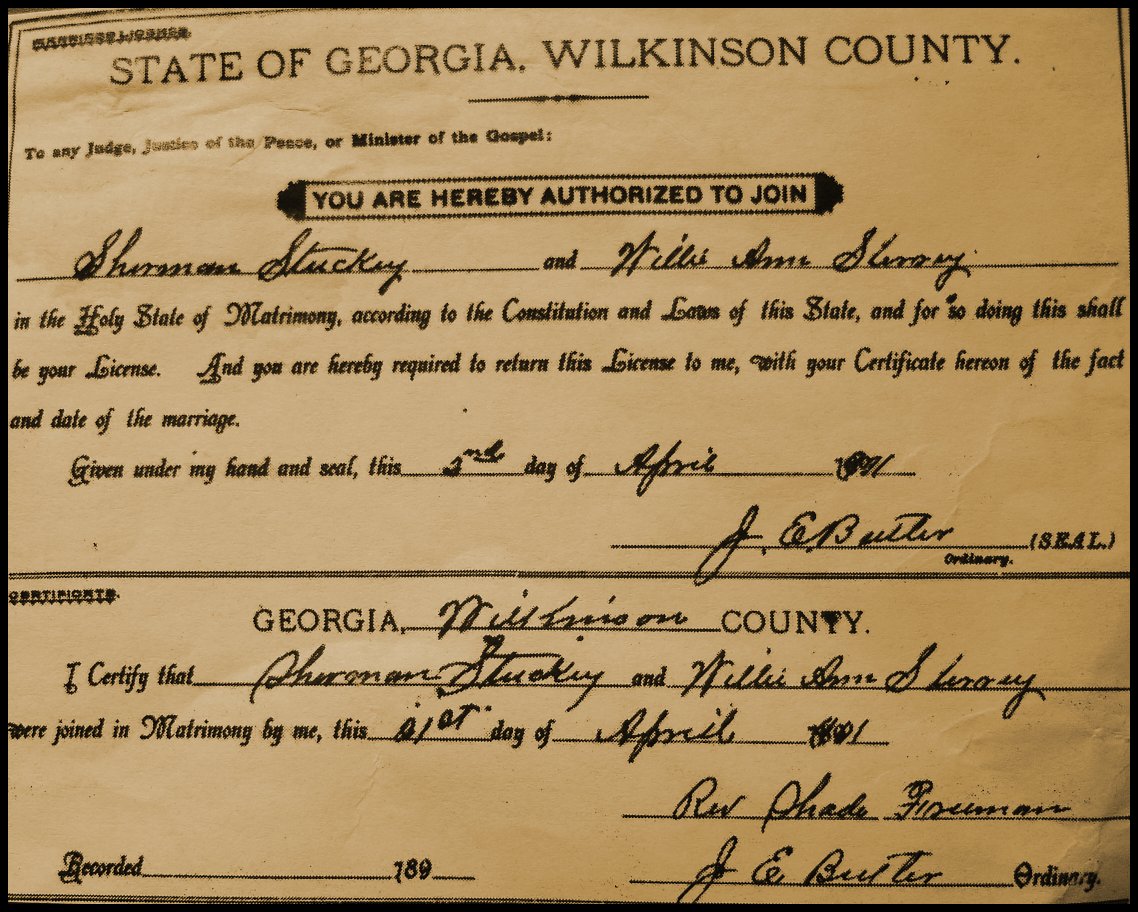 MARRIAGE LICENSE.
STATE OF GEORGIA, WILKINSON COUNTY.
To any Judge, Justice of the Peace, or Minister of the Gospel:
YOU ARE HEREBY AUTHORIZED TO JOIN
Sherman Stuckey and Willie Ann Sterrey
in the Holy State of Matrimony, according to the Constitution and Laws of this State, and for so doing this shall
be your License. And you are hereby required to return this License to me, with your Certificate hereon of the fact
and date of the marriage.
Given under my hand and seal, this 2nd day of April
J. E. Butler (SEAL.)
Ordinary.
CERTIFICATE.
GEORGIA, Wilkinson COUNTY.
I Certify that Sherman Stuckey and Willie Ann Sterrey
were joined in Matrimony by me, this 21st day of Aprill
Rev Shade Freeman
Recorded 189 J E Butler Ordinary.